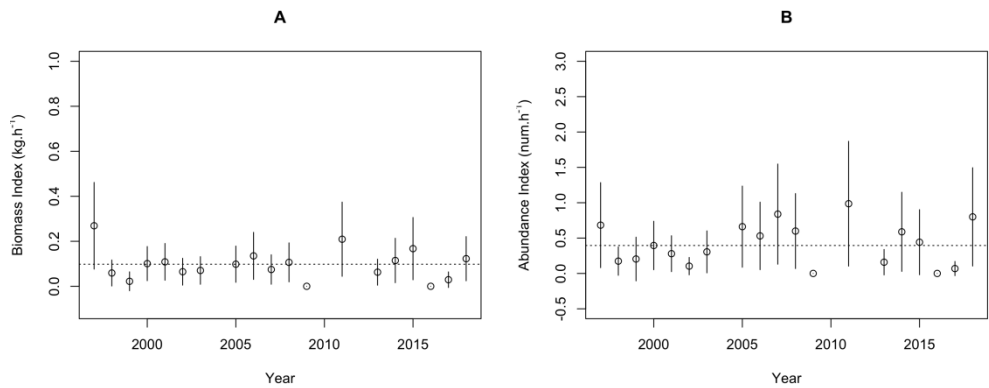 A
Biomass Index (kg.h⁻¹)
1.0
0.8
0.6
0.4
0.2
0.0
2000 2005 2010 2015
Year
B
Abundance Index (num.h⁻¹)
3.0
2.5
2.0
1.5
1.0
0.5
0.0
−0.5
2000 2005 2010 2015
Year